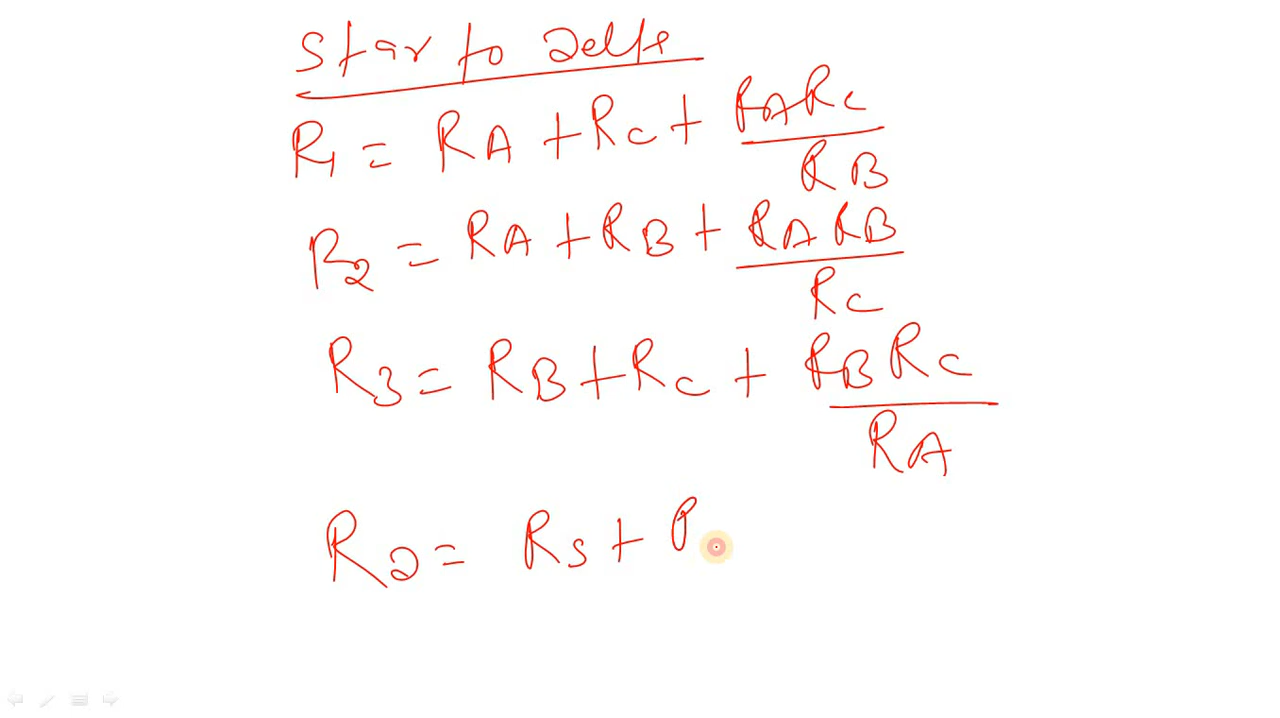 Star to Delta
R1 = RA + RC + RARC / RB
R2 = RA + RB + RARB / RC
R3 = RB + RC + RBRC / RA
RD = RS + R